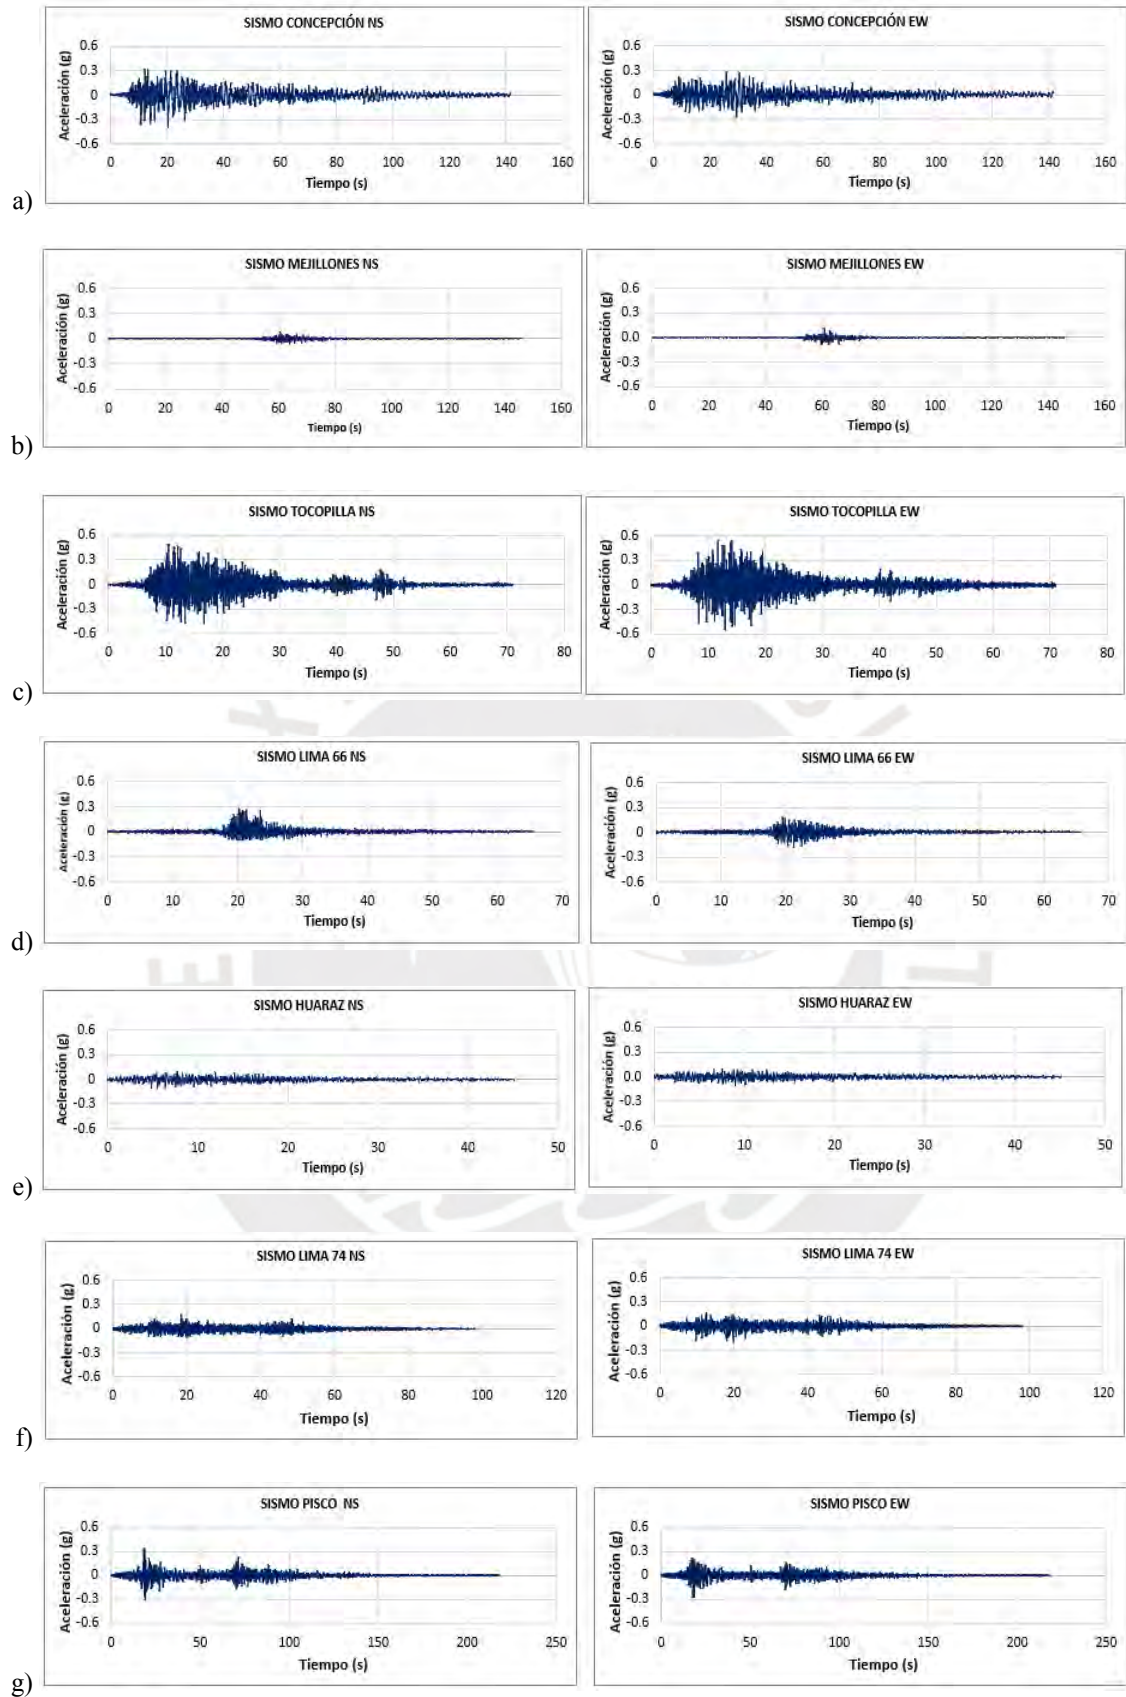 SISMO CONCEPCIÓN NS
Aceleración (g)
0.6
0.3
0
-0.3
-0.6
0 20 40 60 80 100 120 140 160
Tiempo (s)
SISMO CONCEPCIÓN EW
Aceleración (g)
0.6
0.3
0
-0.3
-0.6
0 20 40 60 80 100 120 140 160
Tiempo (s)
a)
SISMO MEJILLONES NS
Aceleración (g)
0.6
0.3
0
-0.3
-0.6
0 20 40 60 80 100 120 140 160
Tiempo (s)
SISMO MEJILLONES EW
Aceleración (g)
0.6
0.3
0.0
-0.3
-0.6
0 20 40 60 80 100 120 140 160
Tiempo (s)
b)
SISMO TOCOPILLA NS
Aceleración (g)
0.6
0.3
0
-0.3
-0.6
0 10 20 30 40 50 60 70 80
Tiempo (s)
SISMO TOCOPILLA EW
Aceleración (g)
0.6
0.3
0
-0.3
-0.6
0 10 20 30 40 50 60 70 80
Tiempo (s)
c)
SISMO LIMA 66 NS
Aceleración (g)
0.6
0.3
0
-0.3
-0.6
0 10 20 30 40 50 60 70
Tiempo (s)
SISMO LIMA 66 EW
Aceleración (g)
0.6
0.3
0
-0.3
-0.6
0 10 20 30 40 50 60 70
Tiempo (s)
d)
SISMO HUARAZ NS
Aceleración (g)
0.6
0.3
0
-0.3
-0.6
0 10 20 30 40 50
Tiempo (s)
SISMO HUARAZ EW
Aceleración (g)
0.6
0.3
0.0
-0.3
-0.6
0 10 20 30 40 50
Tiempo (s)
e)
SISMO LIMA 74 NS
Aceleración (g)
0.6
0.3
0
-0.3
-0.6
0 20 40 60 80 100 120
Tiempo (s)
SISMO LIMA 74 EW
Aceleración (g)
0.6
0.3
0
-0.3
-0.6
0 20 40 60 80 100 120
Tiempo (s)
f)
SISMO PISCO NS
Aceleración (g)
0.6
0.3
0
-0.3
-0.6
0 50 100 150 200 250
Tiempo (s)
SISMO PISCO EW
Aceleración (g)
0.6
0.3
0
-0.3
-0.6
0 50 100 150 200 250
Tiempo (s)
g)